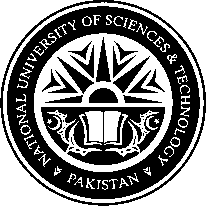 NATIONAL UNIVERSITY OF SCIENCES & TECHNOLOGY
PAKISTAN